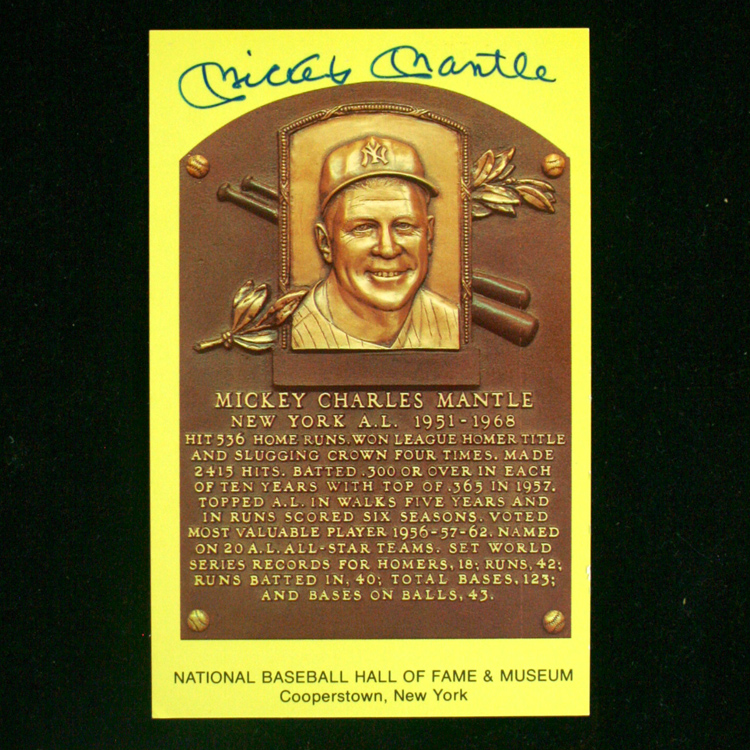 Mickey Mantle
NY
MICKEY CHARLES MANTLE
NEW YORK A.L. 1951-1968
HIT 536 HOME RUNS. WON LEAGUE HOMER TITLE
AND SLUGGING CROWN FOUR TIMES. MADE
2415 HITS. BATTED .300 OR OVER IN EACH
OF TEN YEARS WITH TOP OF .365 IN 1957.
TOPPED A.L. IN WALKS FIVE YEARS AND
IN RUNS SCORED SIX SEASONS. VOTED
MOST VALUABLE PLAYER 1956-57-62. NAMED
ON 20 A.L. ALL-STAR TEAMS. SET WORLD
SERIES RECORDS FOR HOMERS, 18; RUNS, 42;
RUNS BATTED IN, 40; TOTAL BASES, 123;
AND BASES ON BALLS, 43.
NATIONAL BASEBALL HALL OF FAME & MUSEUM
Cooperstown, New York